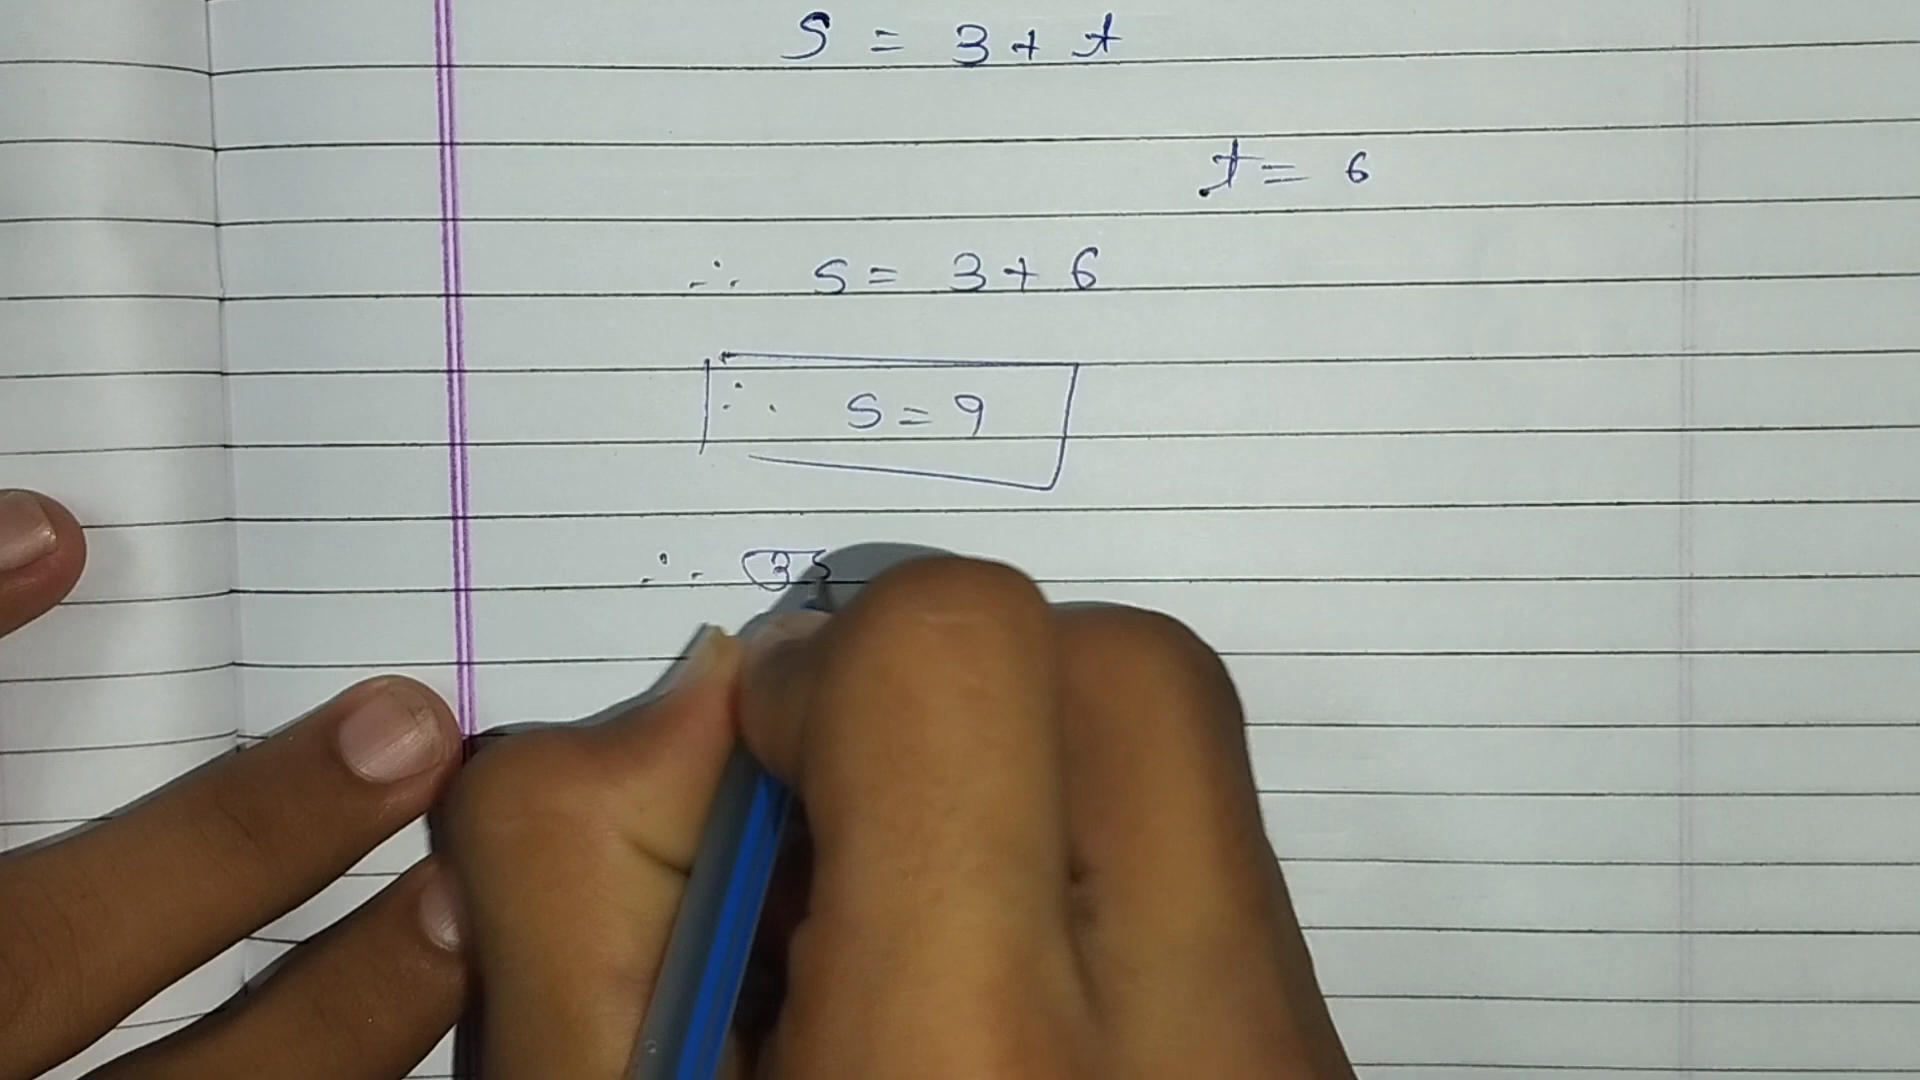 S = 3 + t
t = 6
∴ S = 3 + 6
∴ S = 9
∴